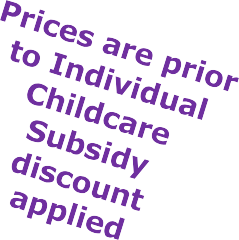 Prices are prior
to Individual
Childcare
Subsidy
discount
applied